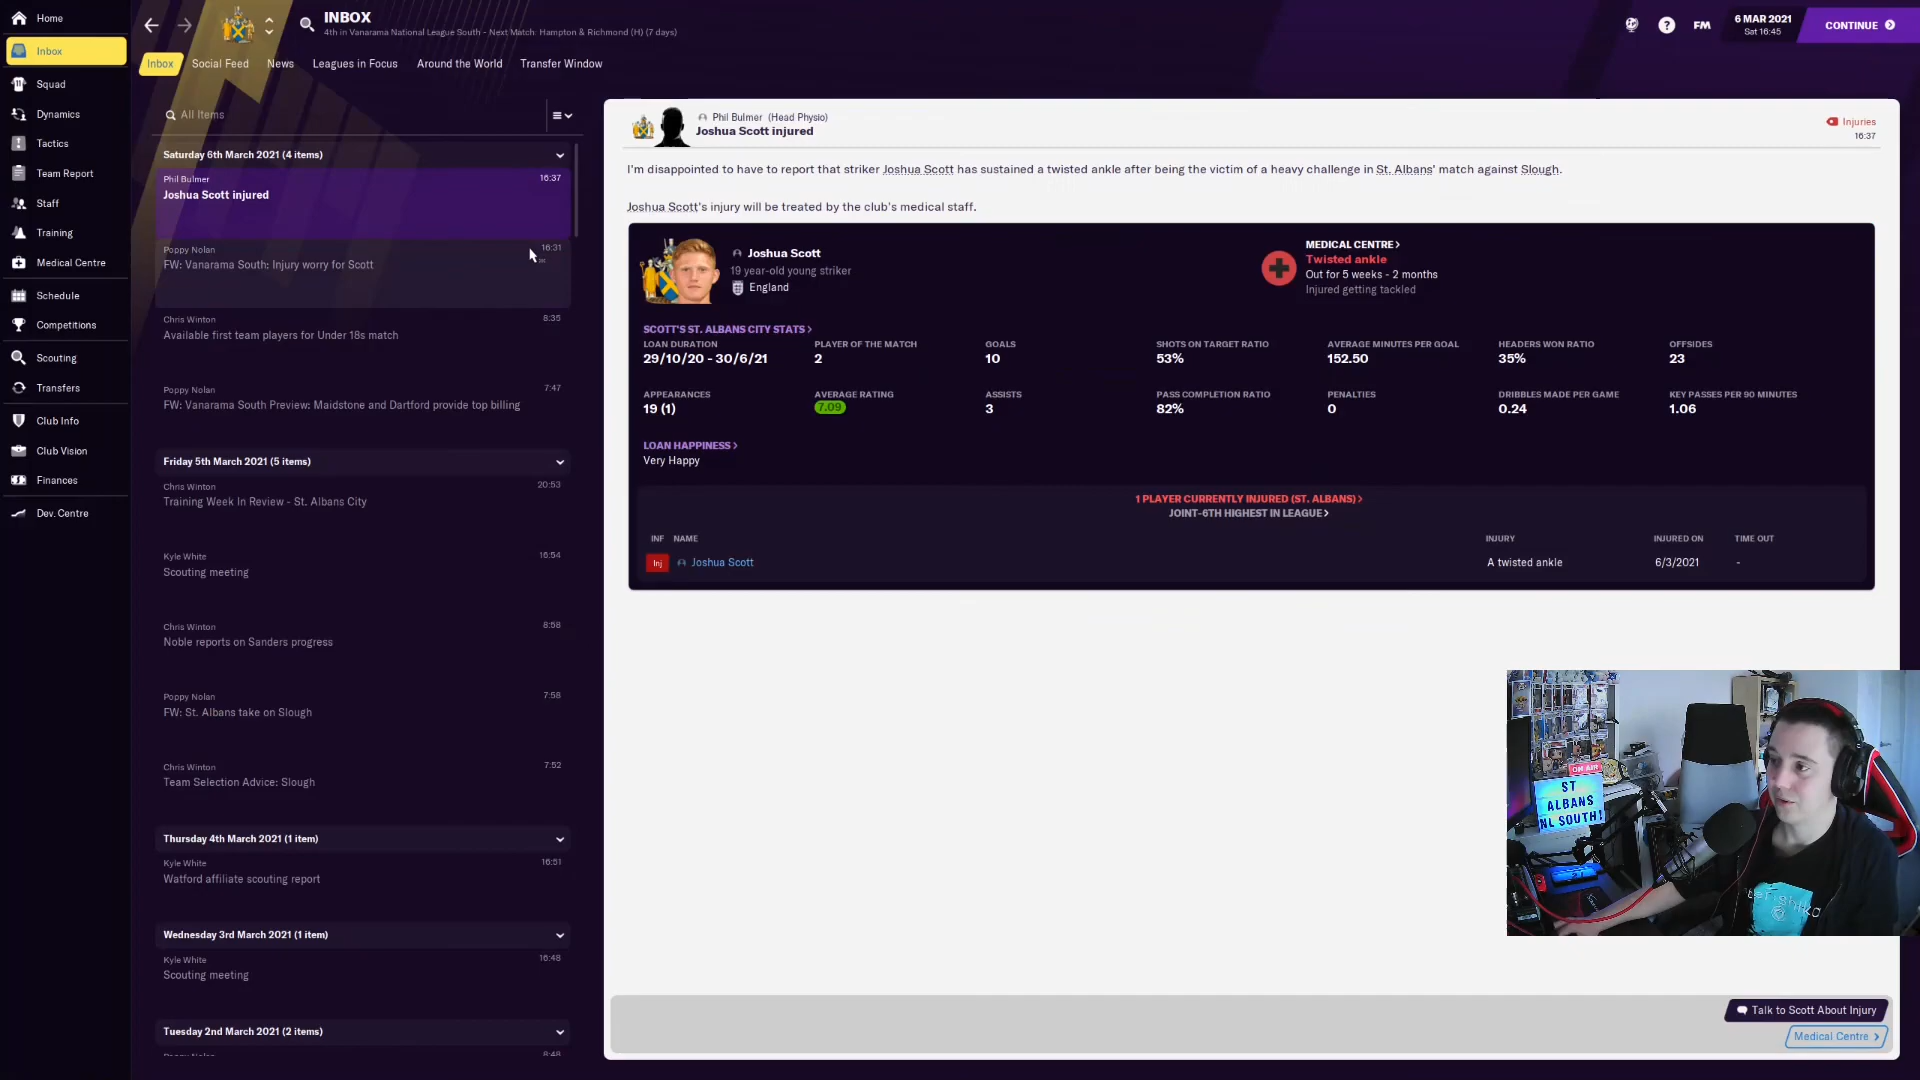 Home
Inbox
Squad
Dynamics
Tactics
Team Report
Staff
Training
Medical Centre
Schedule
Competitions
Scouting
Transfers
Club Info
Club Vision
Finances
Dev. Centre
INBOX
4th in Vanarama National League South - Next Match: Hampton & Richmond (H) (7 days)
FM
6 MAR 2021
Sat 16:45
CONTINUE
Inbox Social Feed News Leagues in Focus Around the World Transfer Window
All Items
Saturday 6th March 2021 (4 items)
Phil Bulmer 16:37
Joshua Scott injured
Poppy Nolan 16:31
FW: Vanarama South: Injury worry for Scott
Chris Winton 8:35
Available first team players for Under 18s match
Poppy Nolan 7:47
FW: Vanarama South Preview: Maidstone and Dartford provide top billing
Friday 5th March 2021 (5 items)
Chris Winton 20:53
Training Week In Review - St. Albans City
Kyle White 16:54
Scouting meeting
Chris Winton 8:58
Noble reports on Sanders progress
Poppy Nolan 7:58
FW: St. Albans take on Slough
Chris Winton 7:52
Team Selection Advice: Slough
Thursday 4th March 2021 (1 item)
Kyle White 16:51
Watford affiliate scouting report
Wednesday 3rd March 2021 (1 item)
Kyle White 16:48
Scouting meeting
Tuesday 2nd March 2021 (2 items)
Poppy Nolan 8:48
Phil Bulmer (Head Physio)
Joshua Scott injured
Injuries
16:37
I'm disappointed to have to report that striker Joshua Scott has sustained a twisted ankle after being the victim of a heavy challenge in St. Albans' match against Slough.
Joshua Scott's injury will be treated by the club's medical staff.
Joshua Scott
19 year-old young striker
England
MEDICAL CENTRE >
Twisted ankle
Out for 5 weeks - 2 months
Injured getting tackled
SCOTT'S ST. ALBANS CITY STATS >
LOAN DURATION PLAYER OF THE MATCH GOALS SHOTS ON TARGET RATIO AVERAGE MINUTES PER GOAL HEADERS WON RATIO OFFSIDES
29/10/20 - 30/6/21 2 10 53% 152.50 35% 23
APPEARANCES AVERAGE RATING ASSISTS PASS COMPLETION RATIO PENALTIES DRIBBLES MADE PER GAME KEY PASSES PER 90 MINUTES
19 (1) 7.09 3 82% 0 0.24 1.06
LOAN HAPPINESS >
Very Happy
1 PLAYER CURRENTLY INJURED (ST. ALBANS) >
JOINT-6TH HIGHEST IN LEAGUE >
INF NAME INJURY INJURED ON TIME OUT
Inj Joshua Scott A twisted ankle 6/3/2021 -
ON AIR
ST
ALBANS
NL SOUTH!
Talk to Scott About Injury
Medical Centre >